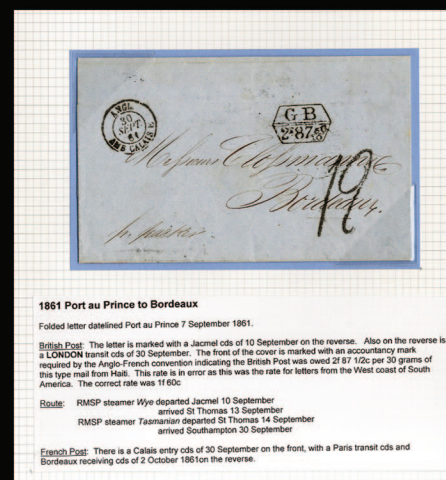 ANGL.
30
SEPT
61
AMB. CALAIS F
GB
2F87 5/10
Messieurs Clossmann
Bordeaux.
19
1861 Port au Prince to Bordeaux
Folded letter datelined Port au Prince 7 September 1861.
British Post: The letter is marked with a Jacmel cds of 10 September on the reverse. Also on the reverse is
a LONDON transit cds of 30 September. The front of the cover is marked with an accountancy mark
required by the Anglo-French convention indicating the British Post was owed 2f 87 1/2c per 30 grams of
this type mail from Haiti. This rate is in error as this was the rate for letters from the West coast of South
America. The correct rate was 1f 60c
Route: RMSP steamer Wye departed Jacmel 10 September
arrived St Thomas 13 September
RMSP steamer Tasmanian departed St Thomas 14 September
arrived Southampton 30 September
French Post: There is a Calais entry cds of 30 September on the front, with a Paris transit cds and
Bordeaux receiving cds of 2 October 1861on the reverse.